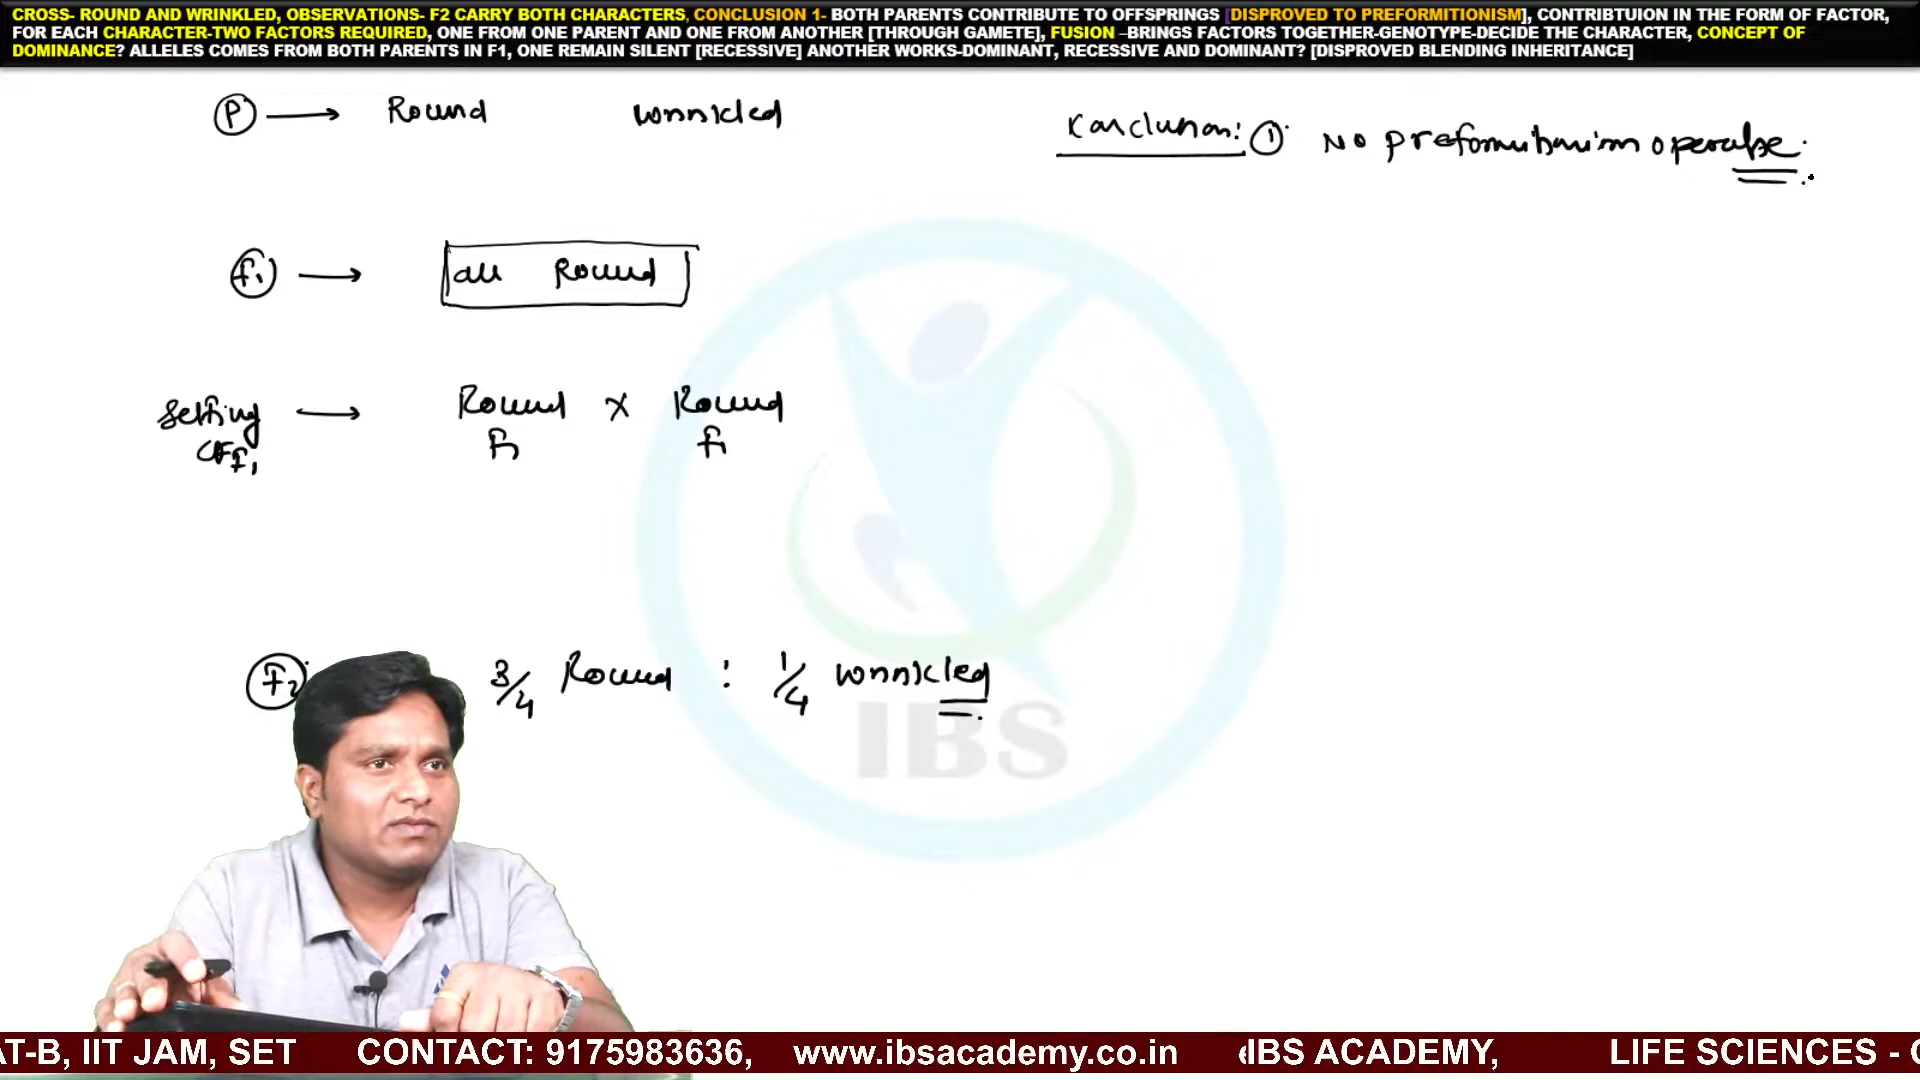 CROSS- ROUND AND WRINKLED, OBSERVATIONS- F2 CARRY BOTH CHARACTERS, CONCLUSION 1- BOTH PARENTS CONTRIBUTE TO OFFSPRINGS [DISPROVED TO PREFORMITIONISM], CONTRIBTUION IN THE FORM OF FACTOR,
FOR EACH CHARACTER-TWO FACTORS REQUIRED, ONE FROM ONE PARENT AND ONE FROM ANOTHER [THROUGH GAMETE], FUSION –BRINGS FACTORS TOGETHER-GENOTYPE-DECIDE THE CHARACTER, CONCEPT OF
DOMINANCE? ALLELES COMES FROM BOTH PARENTS IN F1, ONE REMAIN SILENT [RECESSIVE] ANOTHER WORKS-DOMINANT, RECESSIVE AND DOMINANT? [DISPROVED BLENDING INHERITANCE]
P → Round wrinkled
Conclusion: ① No preformitionism operate.
F1 → all Round
Selfing → Round x Round
of F1 F1 F1
F2 3/4 Round : 1/4 wrinkled
IBS
AT-B, IIT JAM, SET CONTACT: 9175983636, www.ibsacademy.co.in IBS ACADEMY, LIFE SCIENCES -